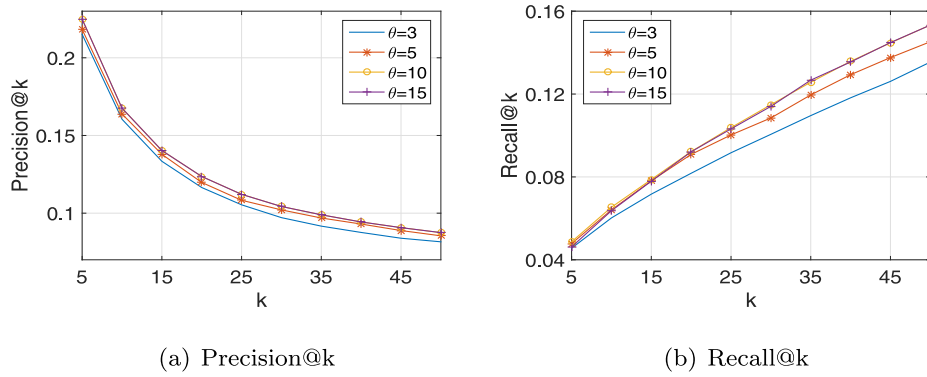 0.2
0.15
0.1
5 15 25 35 45
Precision@k
k
θ=3
θ=5
θ=10
θ=15
(a) Precision@k
0.16
0.12
0.08
0.04
5 15 25 35 45
Recall@k
k
θ=3
θ=5
θ=10
θ=15
(b) Recall@k